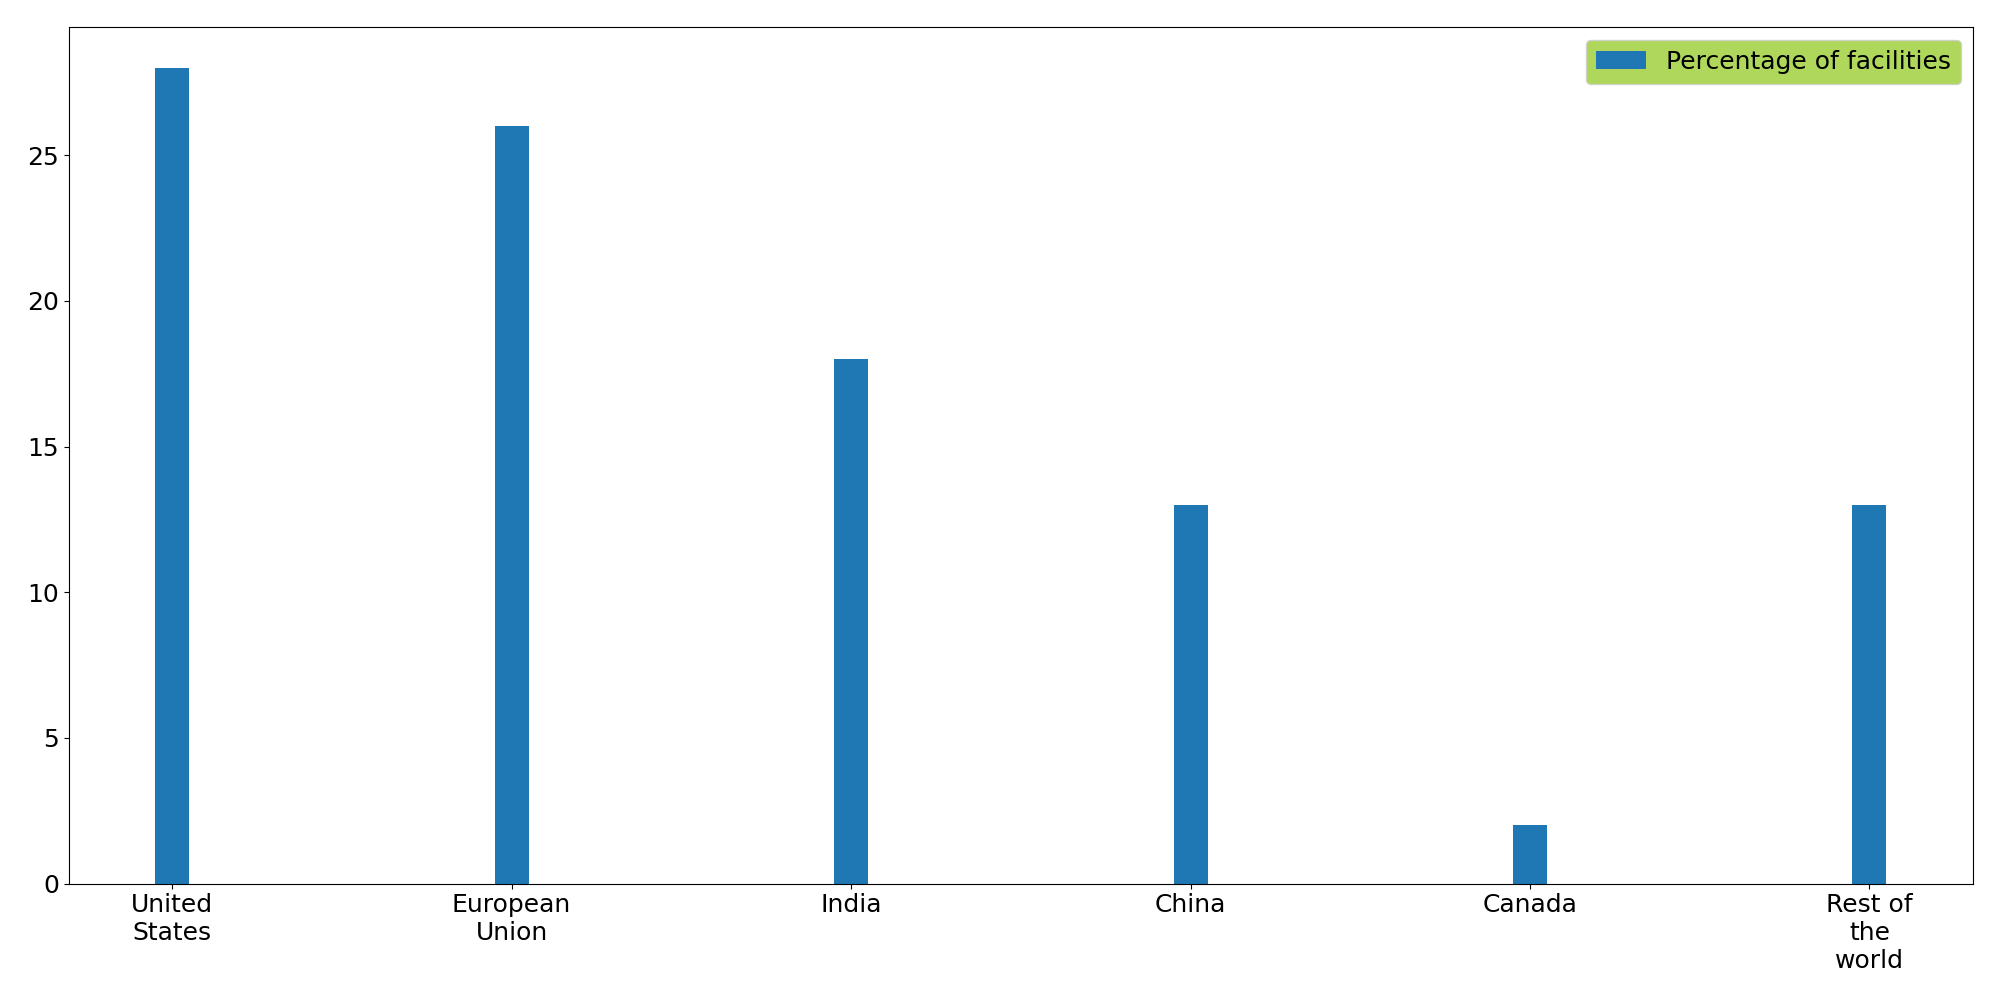 Percentage of facilities
25
20
15
10
5
0
United
States
European
Union
India
China
Canada
Rest of
the
world